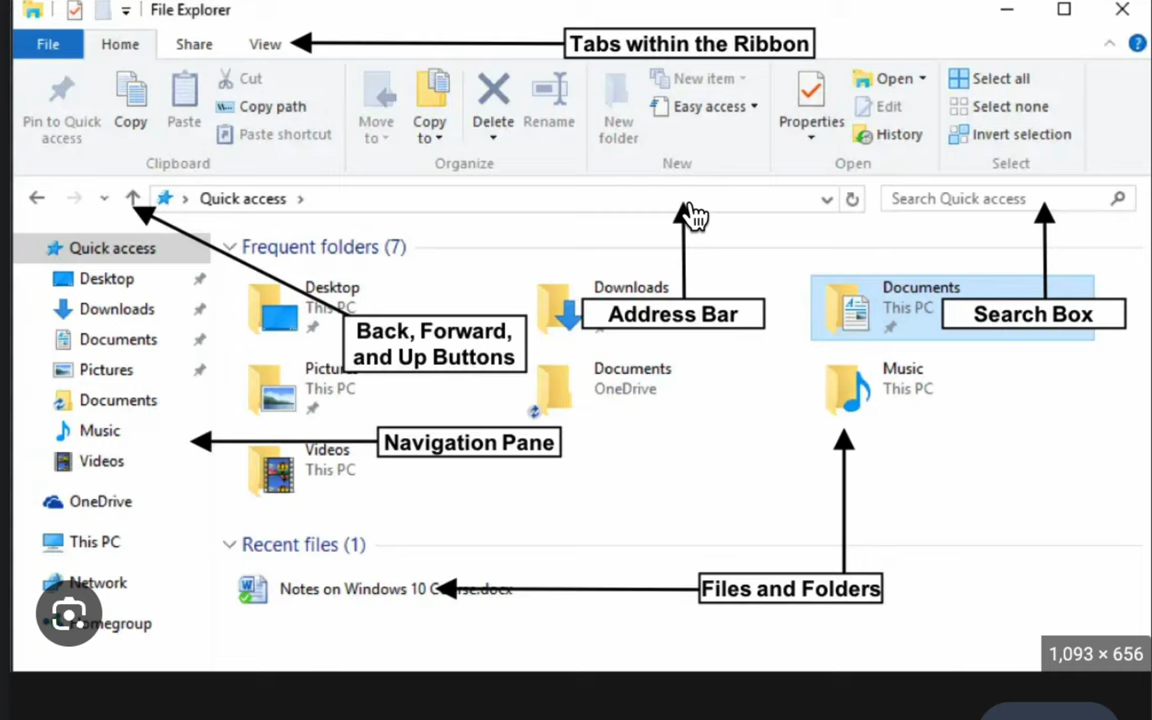 File Explorer
File Home Share View
Tabs within the Ribbon
Pin to Quick access
Copy
Paste
Cut
Copy path
Paste shortcut
Clipboard
Move to
Copy to
Delete
Rename
Organize
New folder
New item
Easy access
New
Properties
Open
Edit
History
Open
Select all
Select none
Invert selection
Select
Quick access
Search Quick access
Quick access
Desktop
Downloads
Documents
Pictures
Documents
Music
Videos
OneDrive
This PC
Network
Homegroup
Frequent folders (7)
Desktop
This PC
Downloads
Documents
This PC
Back, Forward,
and Up Buttons
Address Bar
Search Box
Pictu
This PC
Documents
OneDrive
Music
This PC
Navigation Pane
Videos
This PC
Recent files (1)
Notes on Windows 10 Course.docx
Files and Folders
1,093 × 656